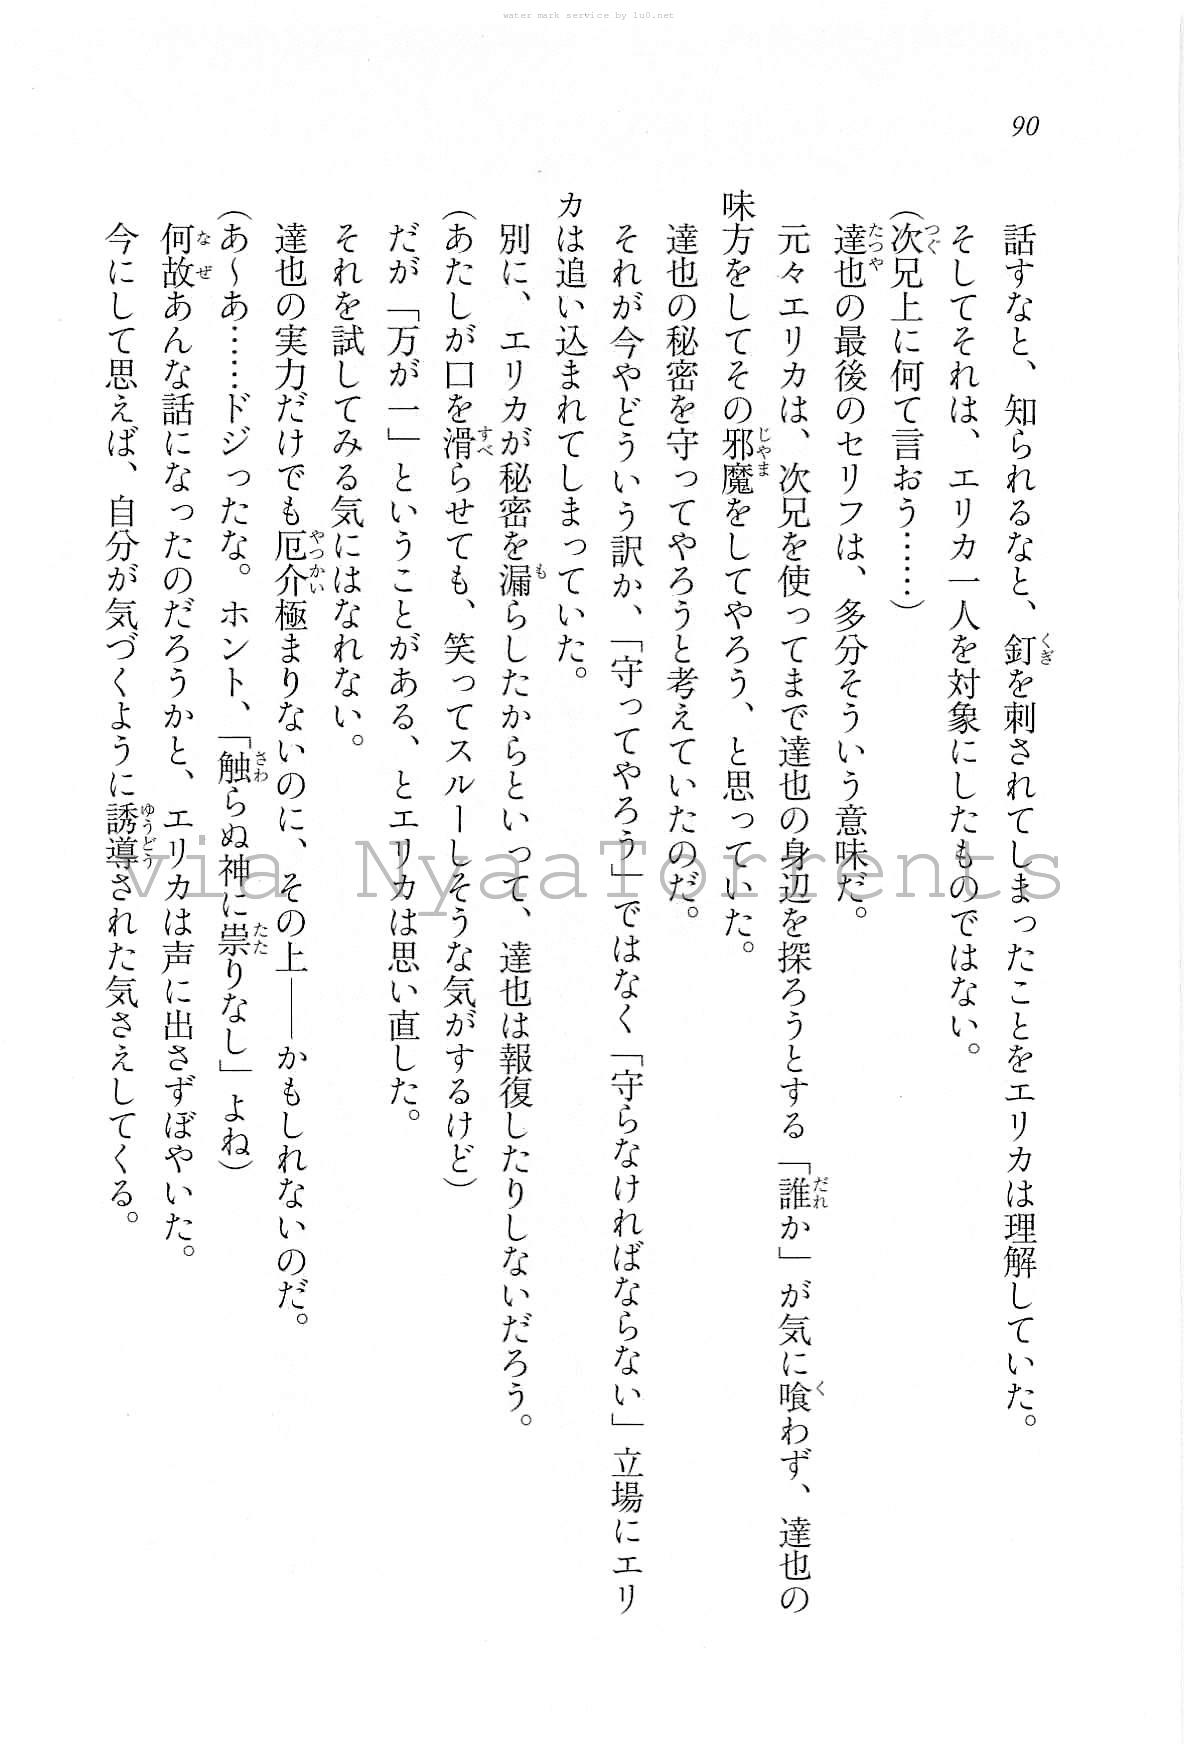 water mark service by lu0.net
90
話すなと、知られるなと、釘を刺されてしまったことをエリカは理解していた。
そしてそれは、エリカ一人を対象にしたものではない。
（次兄上に何て言おう……）
達也の最後のセリフは、多分そういう意味だ。
元々エリカは、次兄を使ってまで達也の身辺を探ろうとする「誰か」が気に喰わず、達也の
味方をしてその邪魔をしてやろう、と思っていた。
達也の秘密を守ってやろうと考えていたのだ。
それが今やどういう訳か、「守ってやろう」ではなく「守らなければならない」立場にエリ
カは追い込まれてしまっていた。
別に、エリカが秘密を漏らしたからといって、達也は報復したりしないだろう。
（あたしが口を滑らせても、笑ってスルーしそうな気がするけど）
だが「万が一」ということがある、とエリカは思い直した。
それを試してみる気にはなれない。
達也の実力だけでも厄介極まりないのに、その上――かもしれないのだ。
（あ～あ……ドジったな。ホント、「触らぬ神に祟りなし」よね）
何故あんな話になったのだろうかと、エリカは声に出さずぼやいた。
今にして思えば、自分が気づくように誘導された気さえしてくる。
via NyaaTorrents